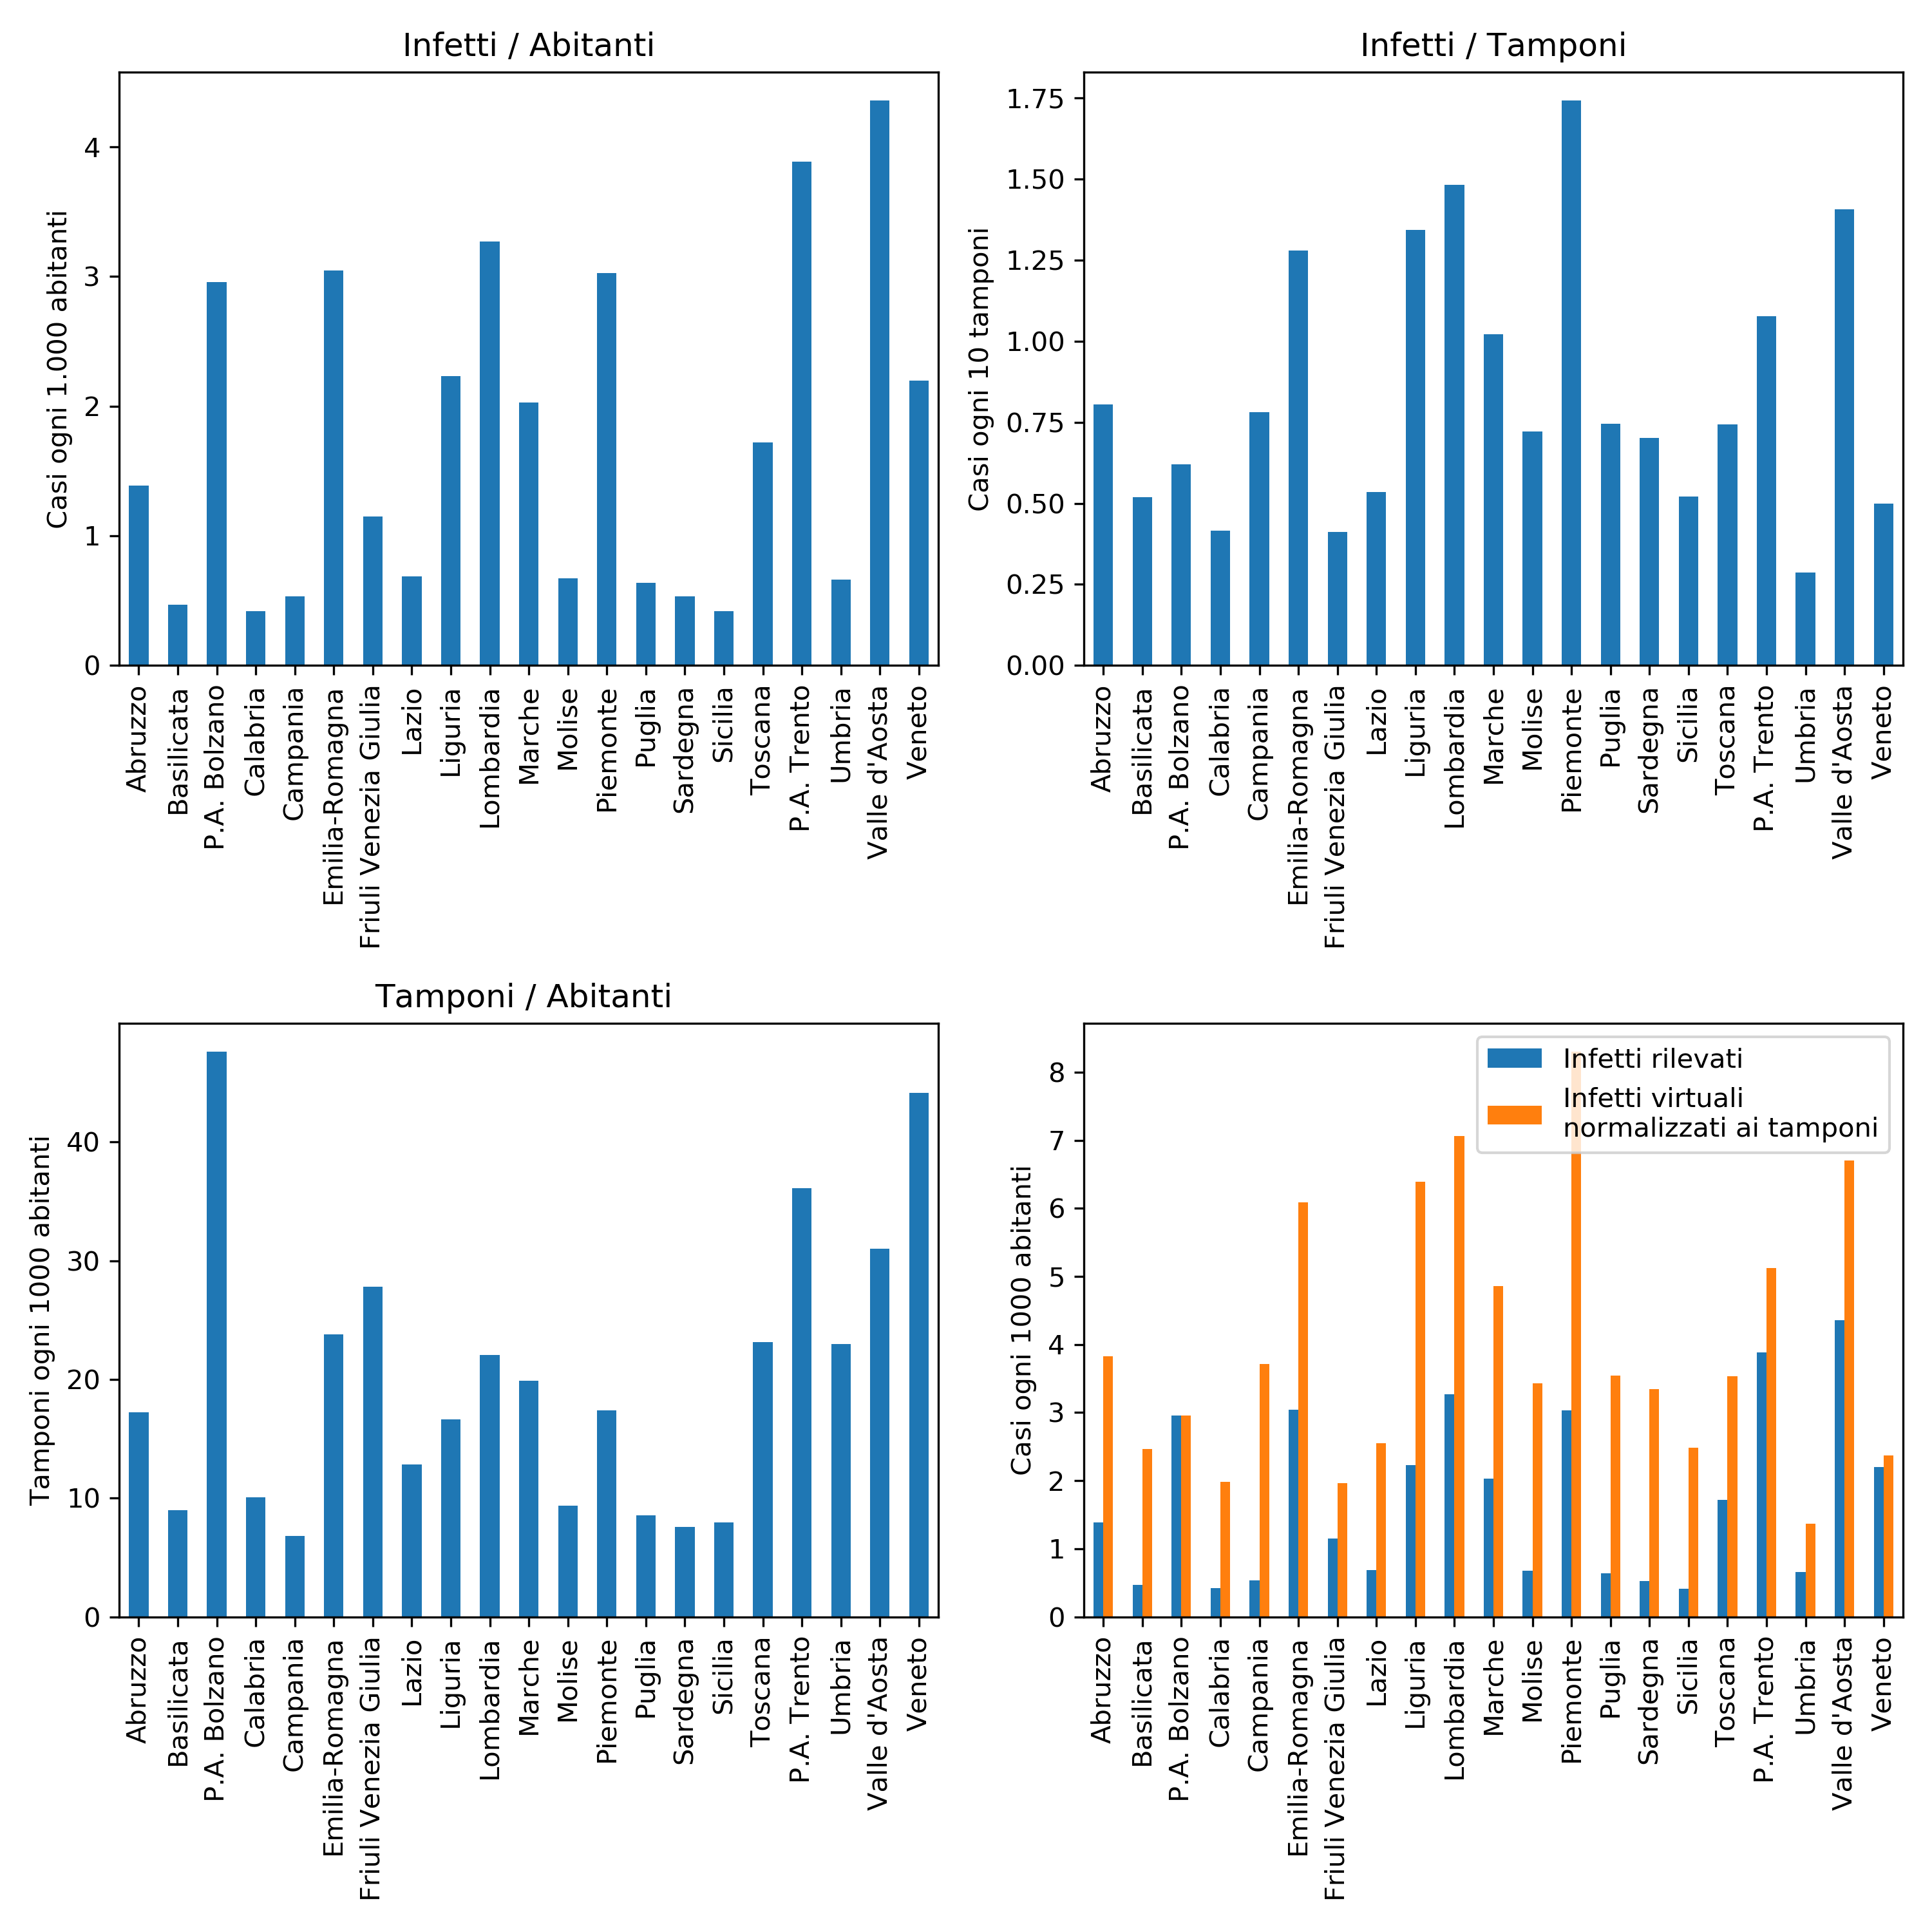 Infetti / Abitanti
Casi ogni 1.000 abitanti
4
3
2
1
0
Abruzzo
Basilicata
P.A. Bolzano
Calabria
Campania
Emilia-Romagna
Friuli Venezia Giulia
Lazio
Liguria
Lombardia
Marche
Molise
Piemonte
Puglia
Sardegna
Sicilia
Toscana
P.A. Trento
Umbria
Valle d'Aosta
Veneto
Infetti / Tamponi
Casi ogni 10 tamponi
1.75
1.50
1.25
1.00
0.75
0.50
0.25
0.00
Abruzzo
Basilicata
P.A. Bolzano
Calabria
Campania
Emilia-Romagna
Friuli Venezia Giulia
Lazio
Liguria
Lombardia
Marche
Molise
Piemonte
Puglia
Sardegna
Sicilia
Toscana
P.A. Trento
Umbria
Valle d'Aosta
Veneto
Tamponi / Abitanti
Tamponi ogni 1000 abitanti
40
30
20
10
0
Abruzzo
Basilicata
P.A. Bolzano
Calabria
Campania
Emilia-Romagna
Friuli Venezia Giulia
Lazio
Liguria
Lombardia
Marche
Molise
Piemonte
Puglia
Sardegna
Sicilia
Toscana
P.A. Trento
Umbria
Valle d'Aosta
Veneto
Infetti rilevati
Infetti virtuali
normalizzati ai tamponi
Casi ogni 1000 abitanti
8
7
6
5
4
3
2
1
0
Abruzzo
Basilicata
P.A. Bolzano
Calabria
Campania
Emilia-Romagna
Friuli Venezia Giulia
Lazio
Liguria
Lombardia
Marche
Molise
Piemonte
Puglia
Sardegna
Sicilia
Toscana
P.A. Trento
Umbria
Valle d'Aosta
Veneto